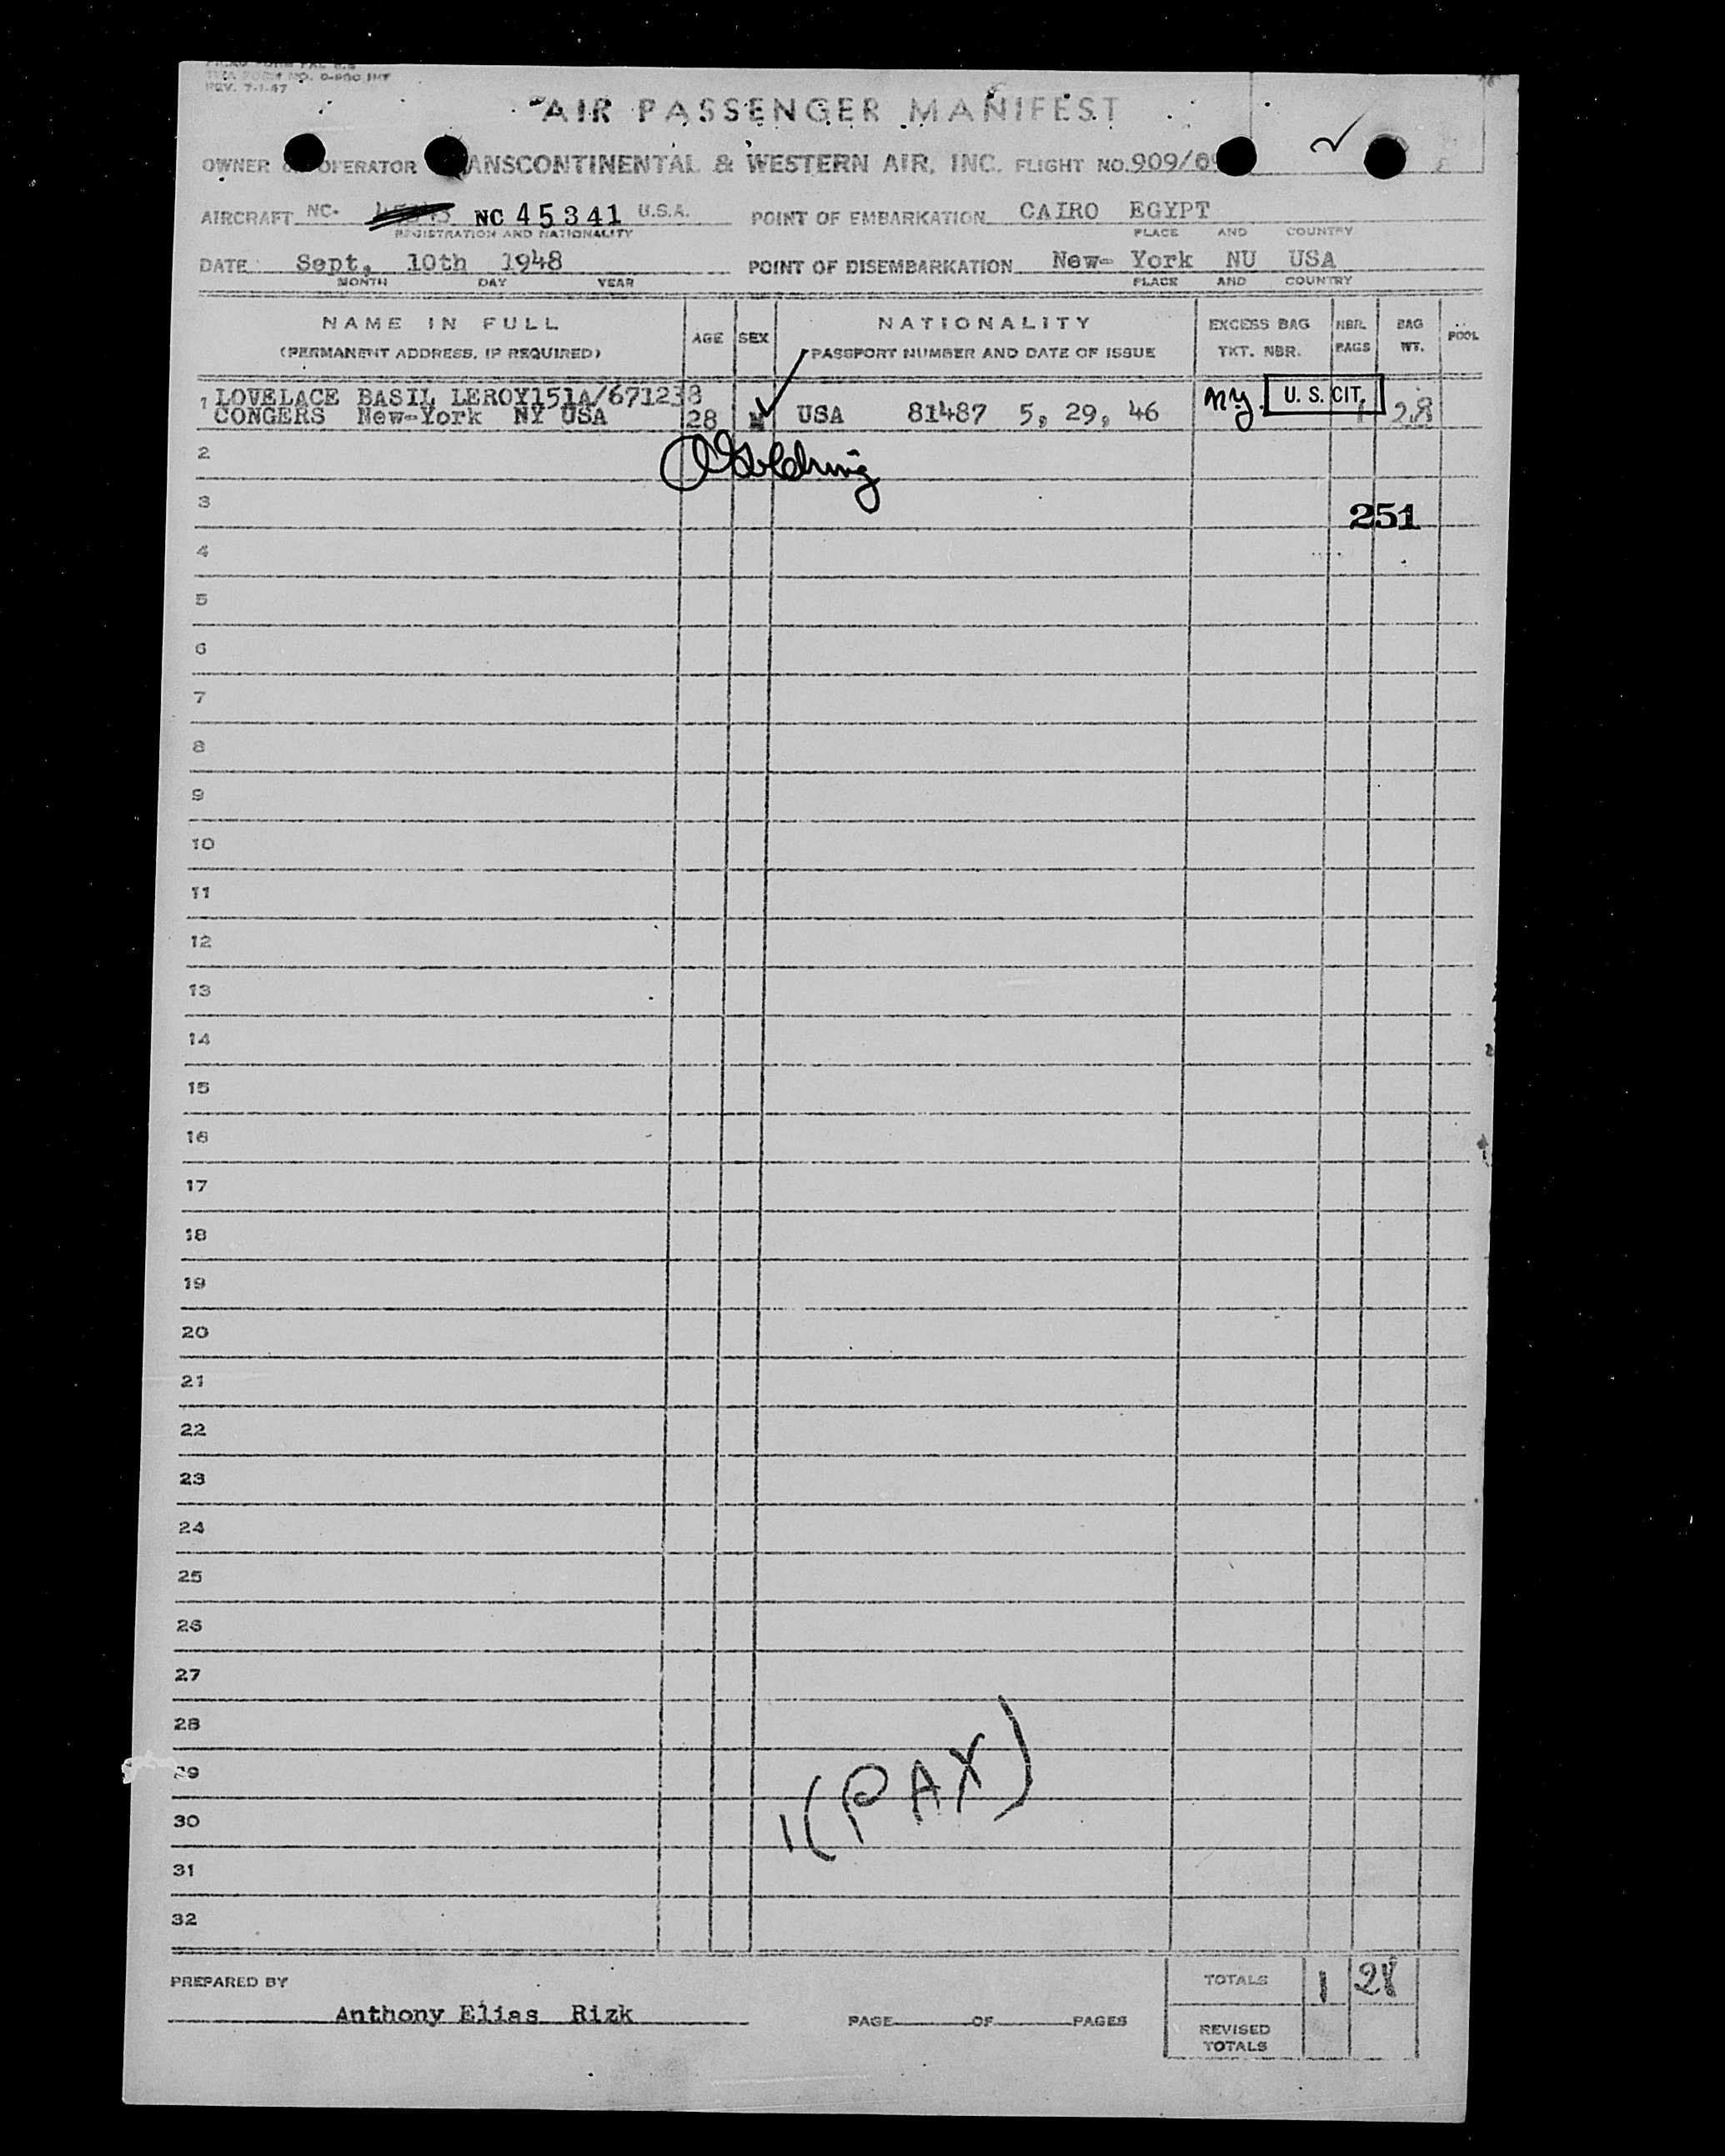 REV. 7-1-47
AIR PASSENGER MANIFEST
OWNER OPERATOR ANSCONTINENTAL & WESTERN AIR, INC. FLIGHT NO. 909/
AIRCRAFT NC- NC 45341 U.S.A. POINT OF EMBARKATION CAIRO EGYPT
REGISTRATION AND NATIONALITY PLACE AND COUNTRY
DATE Sept, 10th 1948 POINT OF DISEMBARKATION New- York NU USA
MONTH DAY YEAR PLACE AND COUNTRY
NAME IN FULL AGE SEX NATIONALITY EXCESS BAG NBR. BAG POOL
(PERMANENT ADDRESS, IF REQUIRED) PASSPORT NUMBER AND DATE OF ISSUE TKT. NBR. BAGS WT.
1 LOVELACE BASIL LEROY151A/671238 U. S. CIT.
CONGERS New-York NY USA 28 M USA 81487 5, 29, 46 NY. 1 28
2
3 251
4
5
6
7
8
9
10
11
12
13
14
15
16
17
18
19
20
21
22
23
24
25
26
27
28
29
30 1 (PAX)
31
32
PREPARED BY TOTALS 1 28
Anthony Elias Rizk PAGE OF PAGES
REVISED
TOTALS